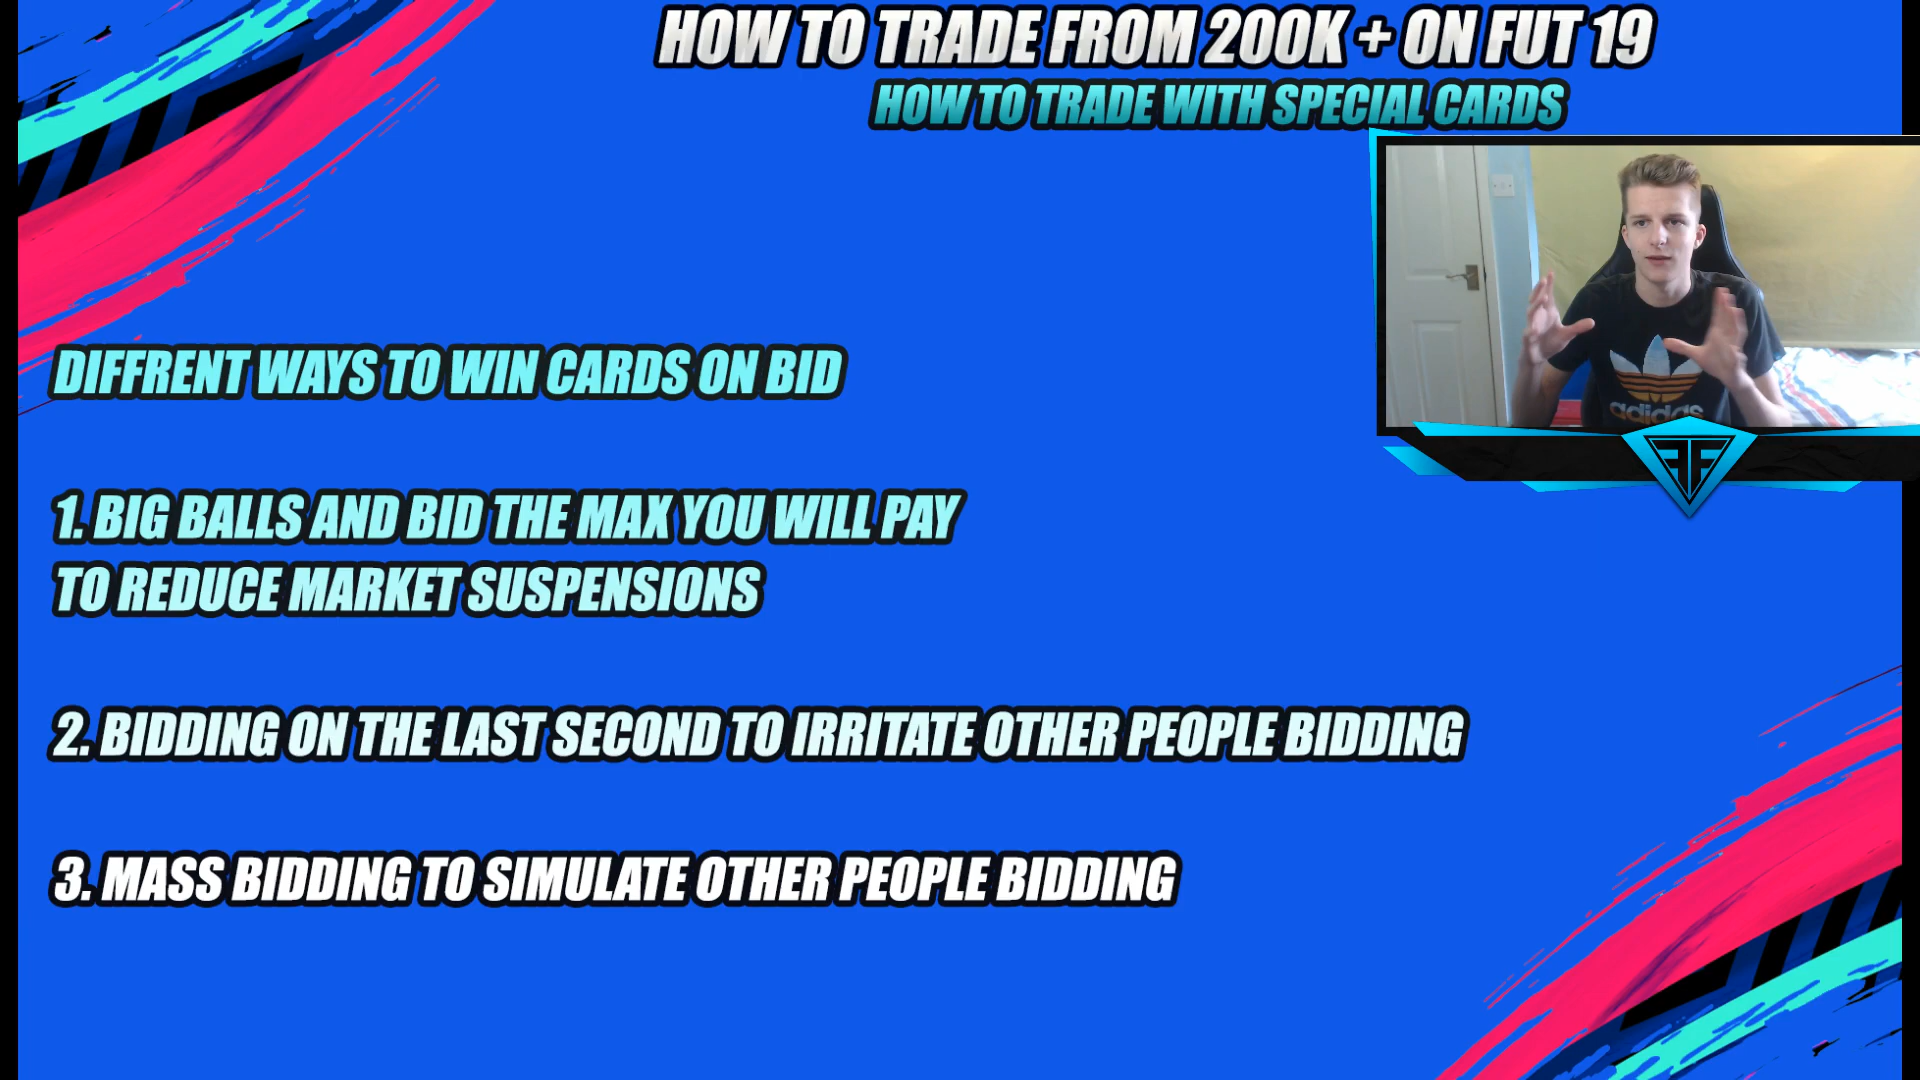 HOW TO TRADE FROM 200K + ON FUT 19
HOW TO TRADE WITH SPECIAL CARDS
adidas
DIFFRENT WAYS TO WIN CARDS ON BID
1. BIG BALLS AND BID THE MAX YOU WILL PAY
TO REDUCE MARKET SUSPENSIONS
2. BIDDING ON THE LAST SECOND TO IRRITATE OTHER PEOPLE BIDDING
3. MASS BIDDING TO SIMULATE OTHER PEOPLE BIDDING